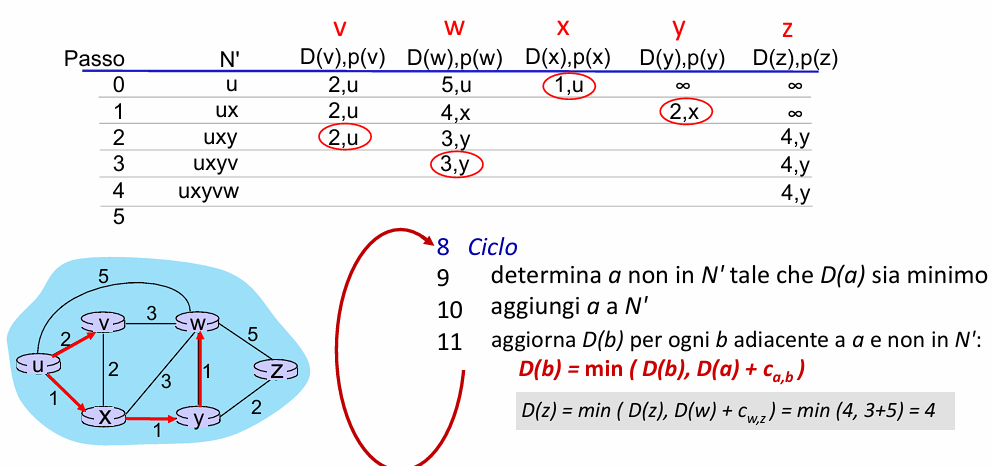 v w x y z
Passo N' D(v),p(v) D(w),p(w) D(x),p(x) D(y),p(y) D(z),p(z)
0 u 2,u 5,u 1,u ∞ ∞
1 ux 2,u 4,x 2,x ∞
2 uxy 2,u 3,y 4,y
3 uxyv 3,y 4,y
4 uxyvw 4,y
5
8 Ciclo
9 determina a non in N' tale che D(a) sia minimo
10 aggiungi a a N'
11 aggiorna D(b) per ogni b adiacente a a e non in N':
D(b) = min ( D(b), D(a) + ca,b )
D(z) = min ( D(z), D(w) + cw,z ) = min (4, 3+5) = 4
5
v 3 w
2 5
u 2 3 1 z
1 2
x 1 y